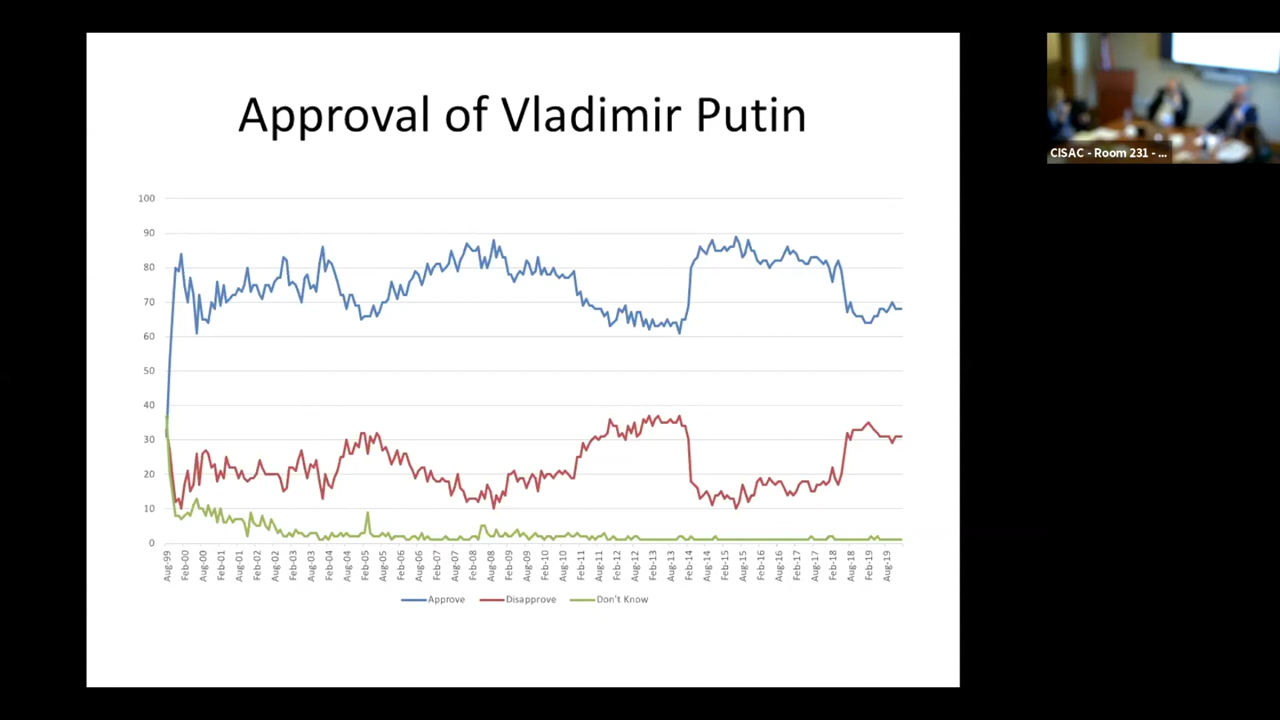 Approval of Vladimir Putin
CISAC - Room 231 - ...
100
90
80
70
60
50
40
30
20
10
0
Aug-99
Feb-00
Aug-00
Feb-01
Aug-01
Feb-02
Aug-02
Feb-03
Aug-03
Feb-04
Aug-04
Feb-05
Aug-05
Feb-06
Aug-06
Feb-07
Aug-07
Feb-08
Aug-08
Feb-09
Aug-09
Feb-10
Aug-10
Feb-11
Aug-11
Feb-12
Aug-12
Feb-13
Aug-13
Feb-14
Aug-14
Feb-15
Aug-15
Feb-16
Aug-16
Feb-17
Aug-17
Feb-18
Aug-18
Feb-19
Aug-19
Approve Disapprove Don't Know